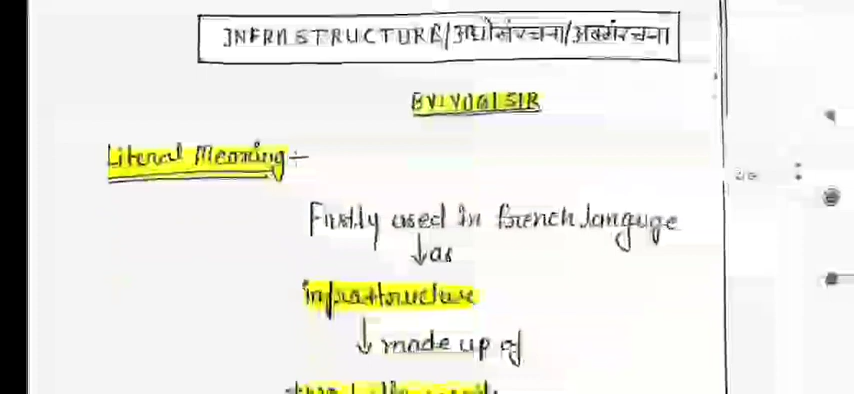 INFRASTRUCTURE/अधोसंरचना/अवसंरचना
BY:YOGI SIR
Literal Meaning:-
Firstly used in french languge
↓as
infrastructure
↓ made up of